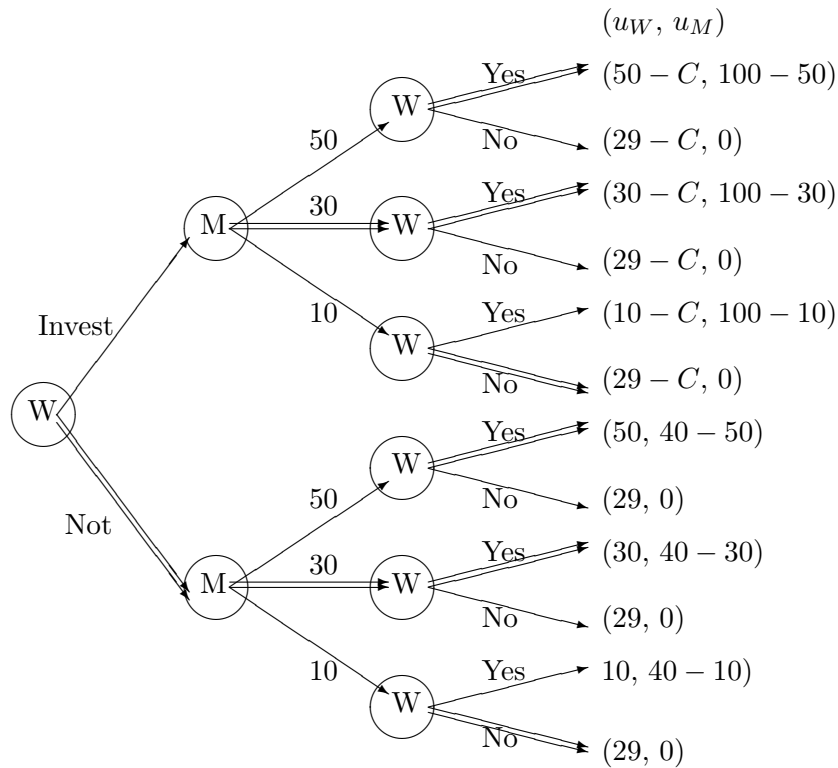 (u_W, u_M)
Yes
(50 − C, 100 − 50)
W
50
No
(29 − C, 0)
Yes
(30 − C, 100 − 30)
M
30
W
No
(29 − C, 0)
10
Yes
(10 − C, 100 − 10)
Invest
W
No
(29 − C, 0)
W
Yes
(50, 40 − 50)
W
50
No
(29, 0)
Not
Yes
(30, 40 − 30)
M
30
W
No
(29, 0)
10
Yes
10, 40 − 10)
W
No
(29, 0)